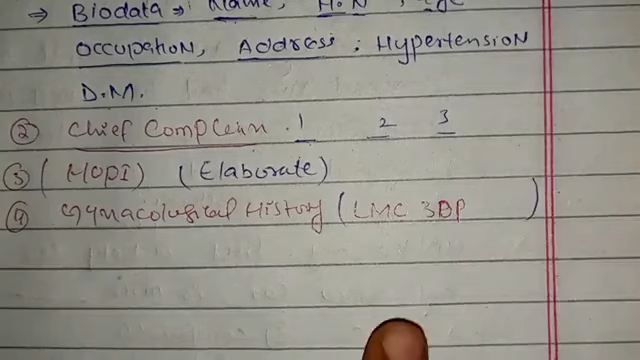 → Biodata → Name, H.N, Age
Occupation, Address : Hypertension
D.M.
② Chief Complain . 1 2 3
③ ( HOPI ) ( Elaborate )
④ Gynacological History ( LMC 3DP )